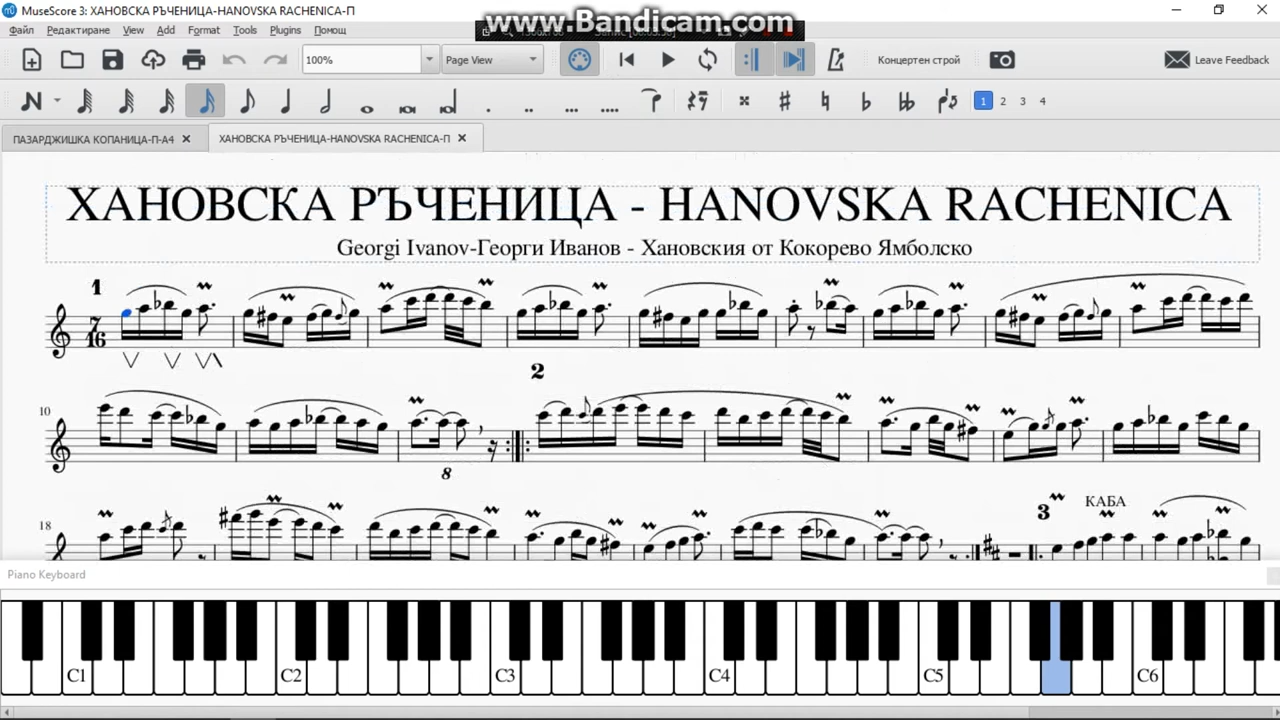 MuseScore 3: ХАНОВСКА РЪЧЕНИЦА-HANOVSKA RACHENICA-П
www.Bandicam.com
Файл Редактиране View Add Format Tools Plugins Помощ
100% Page View Концертен строй Leave Feedback
1 2 3 4
ПАЗАРДЖИШКА КОПАНИЦА-П-А4 ХАНОВСКА РЪЧЕНИЦА-HANOVSKA RACHENICA-П
ХАНОВСКА РЪЧЕНИЦА - HANOVSKA RACHENICA
Georgi Ivanov-Георги Иванов - Хановския от Кокорево Ямболско
1
7
16
2
10
8
18
3 КАБА
Piano Keyboard
C1 C2 C3 C4 C5 C6